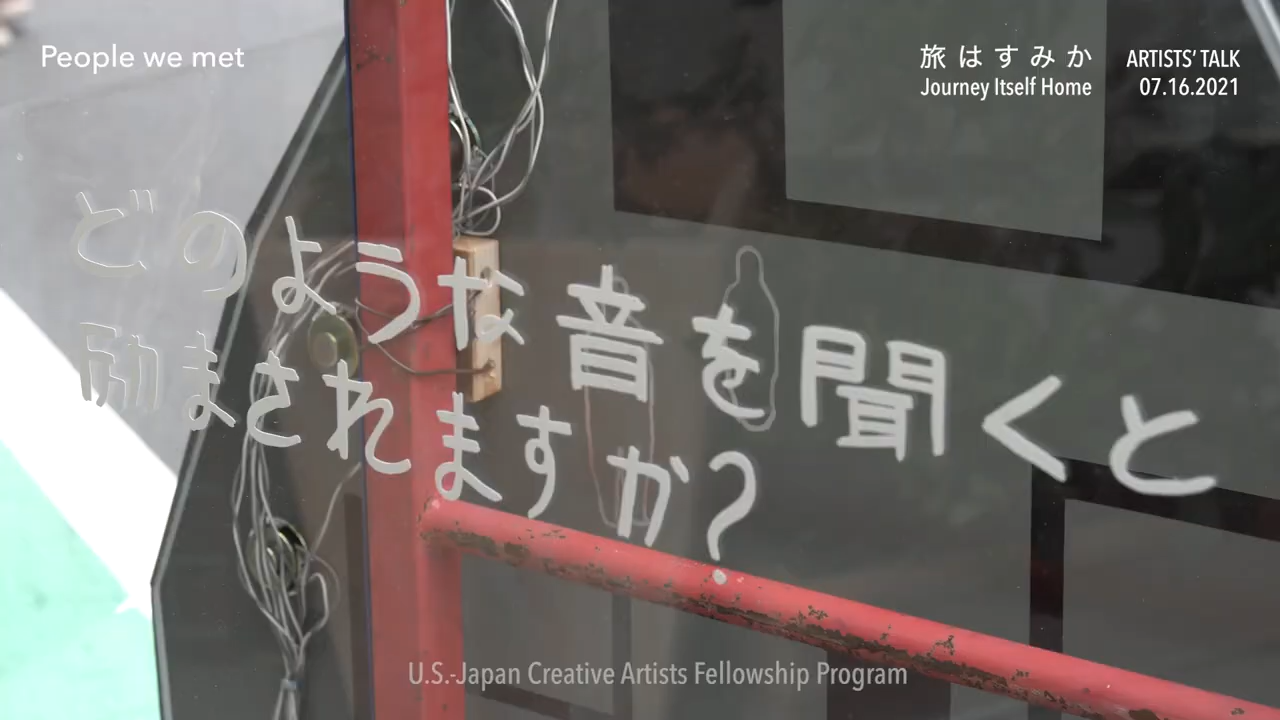 People we met
旅はすみか
Journey Itself Home
ARTISTS' TALK
07.16.2021
どのような音を聞くと
励まされますか?
U.S.-Japan Creative Artists Fellowship Program